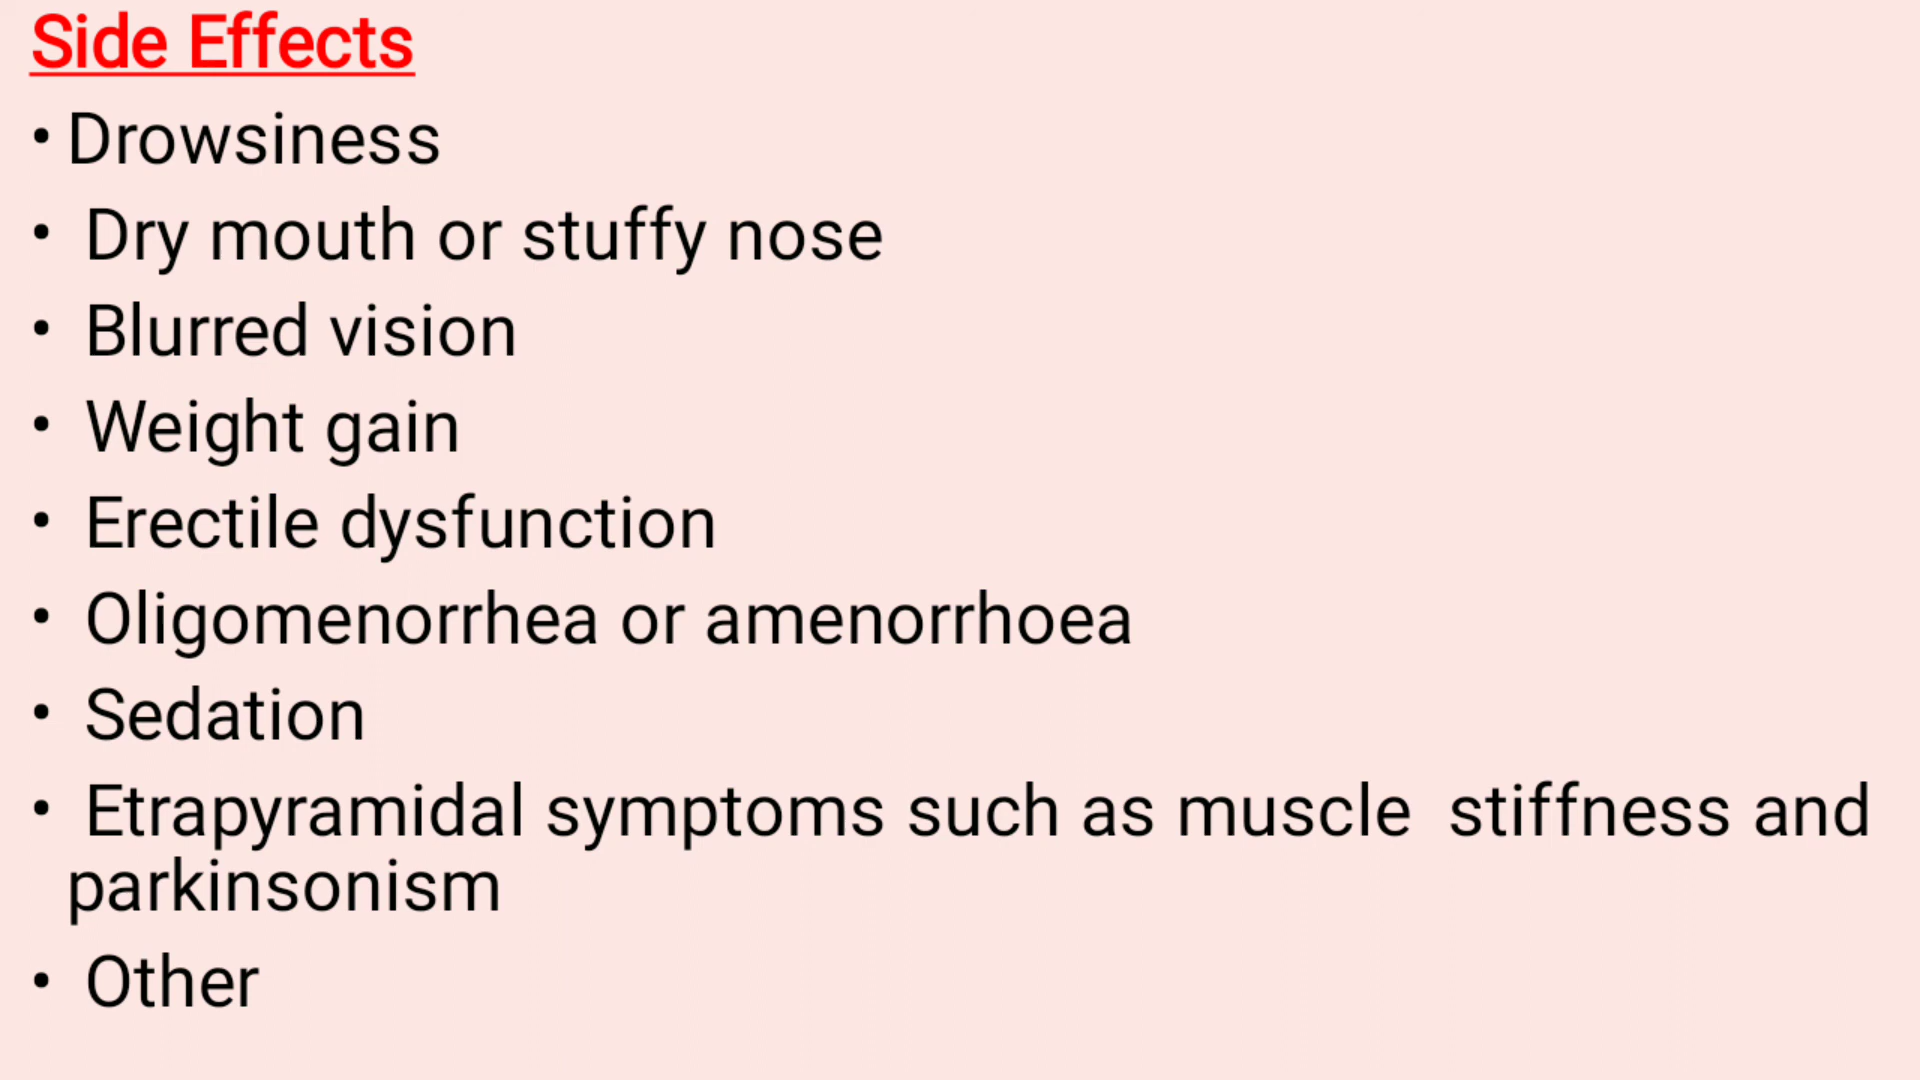 Side Effects
• Drowsiness
• Dry mouth or stuffy nose
• Blurred vision
• Weight gain
• Erectile dysfunction
• Oligomenorrhea or amenorrhoea
• Sedation
• Etrapyramidal symptoms such as muscle stiffness and
parkinsonism
• Other